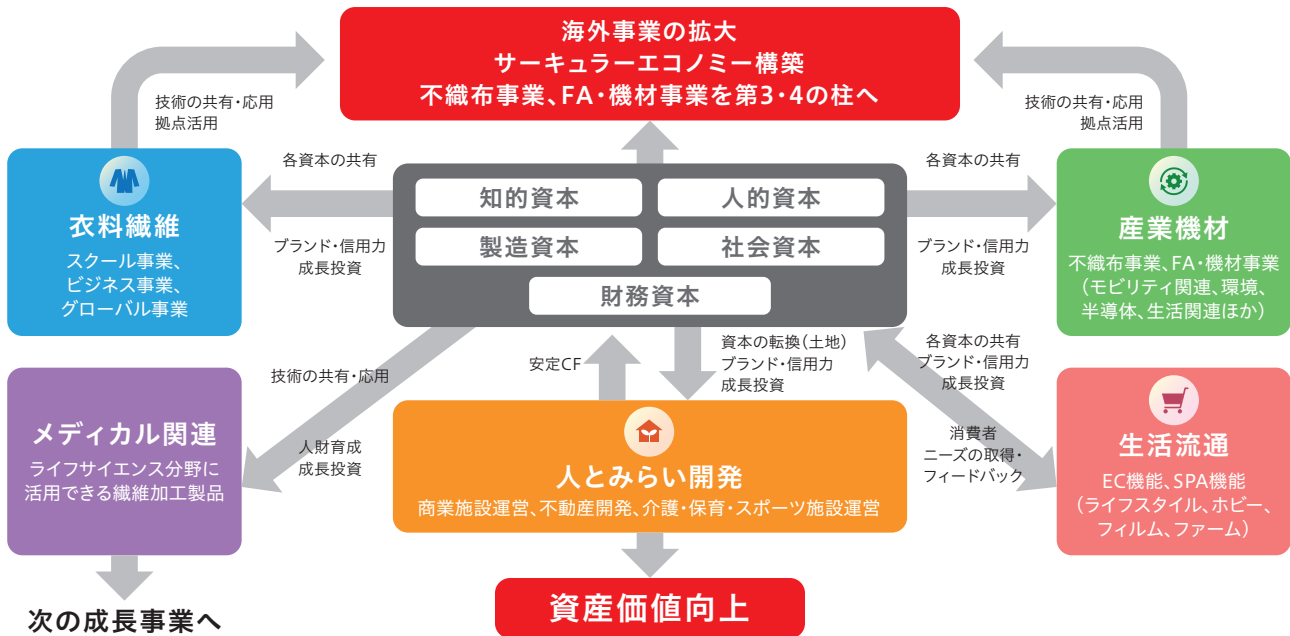 海外事業の拡大
サーキュラーエコノミー構築
不織布事業、FA・機材事業を第3・4の柱へ
技術の共有・応用
拠点活用
技術の共有・応用
拠点活用
衣料繊維
スクール事業、
ビジネス事業、
グローバル事業
各資本の共有
ブランド・信用力
成長投資
知的資本
人的資本
製造資本
社会資本
財務資本
各資本の共有
ブランド・信用力
成長投資
産業機材
不織布事業、FA・機材事業
(モビリティ関連、環境、
半導体、生活関連ほか)
技術の共有・応用
人財育成
成長投資
安定CF
資本の転換(土地)
ブランド・信用力
成長投資
各資本の共有
ブランド・信用力
成長投資
消費者
ニーズの取得・
フィードバック
メディカル関連
ライフサイエンス分野に
活用できる繊維加工製品
人とみらい開発
商業施設運営、不動産開発、介護・保育・スポーツ施設運営
生活流通
EC機能、SPA機能
(ライフスタイル、ホビー、
フィルム、ファーム)
次の成長事業へ
資産価値向上